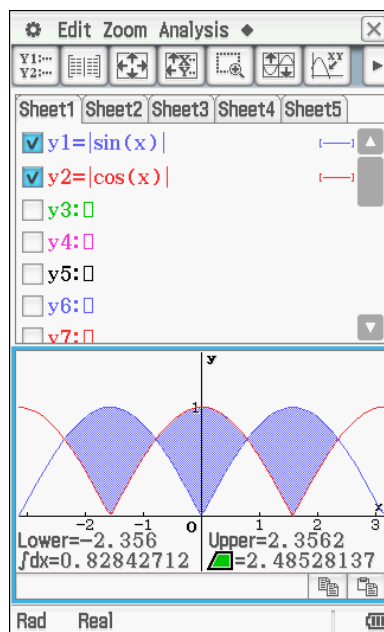 Edit Zoom Analysis
Y1:··· Y2:··· XY
Sheet1 Sheet2 Sheet3 Sheet4 Sheet5
y1=|sin(x)|
y2=|cos(x)|
y3:▯
y4:▯
y5:▯
y6:▯
y7:▯
y
1
-2 -1 O 1 2 3 x
Lower=-2.356 Upper=2.3562
∫dx=0.82842712 =2.48528137
Rad Real